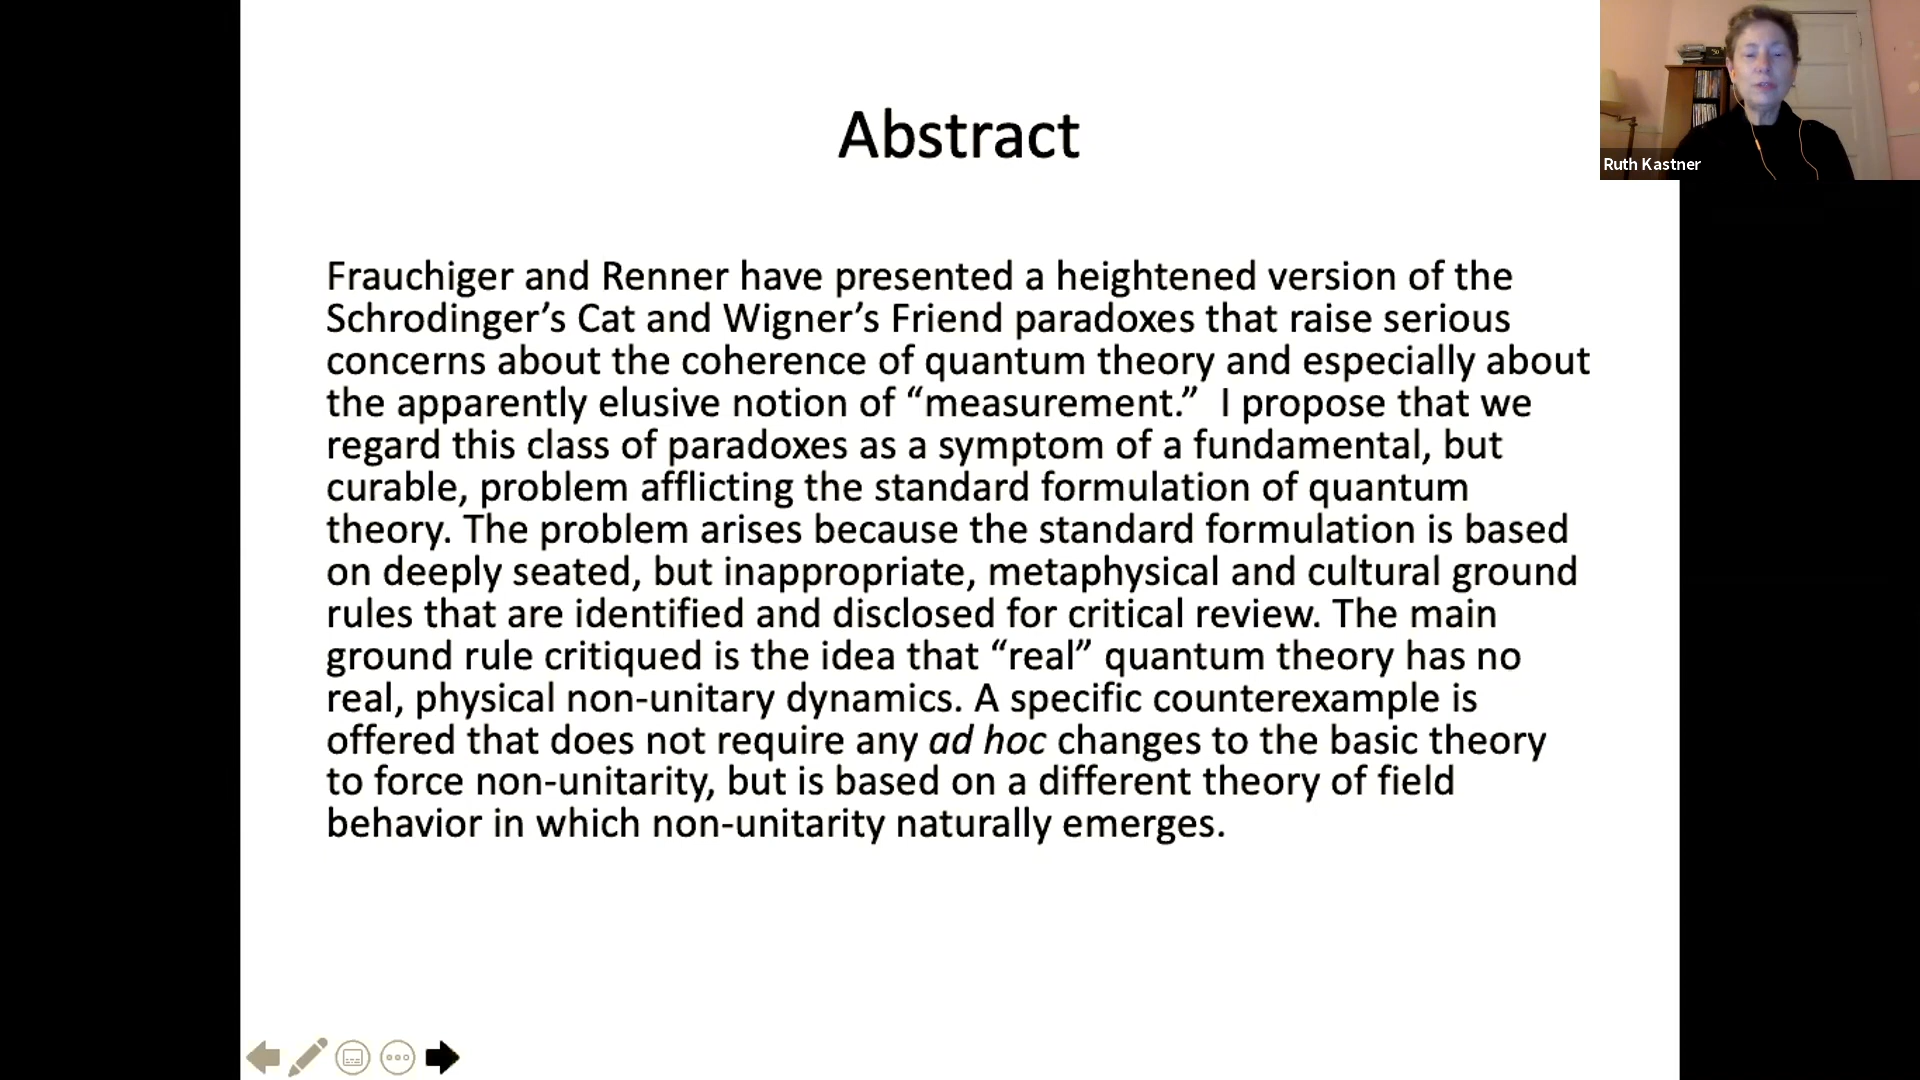 Abstract
Ruth Kastner
Frauchiger and Renner have presented a heightened version of the
Schrodinger’s Cat and Wigner’s Friend paradoxes that raise serious
concerns about the coherence of quantum theory and especially about
the apparently elusive notion of “measurement.”  I propose that we
regard this class of paradoxes as a symptom of a fundamental, but
curable, problem afflicting the standard formulation of quantum
theory. The problem arises because the standard formulation is based
on deeply seated, but inappropriate, metaphysical and cultural ground
rules that are identified and disclosed for critical review. The main
ground rule critiqued is the idea that “real” quantum theory has no
real, physical non-unitary dynamics. A specific counterexample is
offered that does not require any ad hoc changes to the basic theory
to force non-unitarity, but is based on a different theory of field
behavior in which non-unitarity naturally emerges.